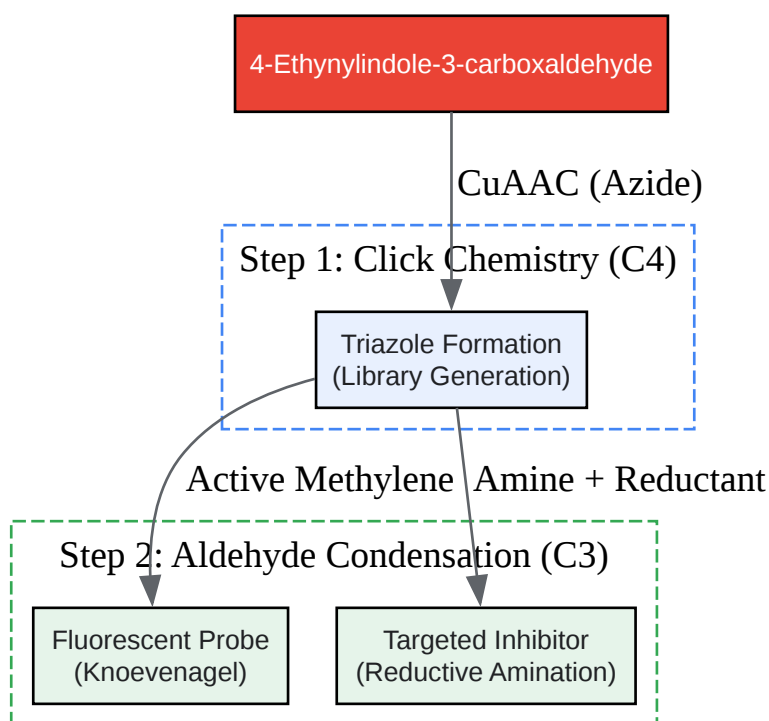 4-Ethynylindole-3-carboxaldehyde
CuAAC (Azide)
Step 1: Click Chemistry (C4)
Triazole Formation
(Library Generation)
Active Methylene
Amine + Reductant
Step 2: Aldehyde Condensation (C3)
Fluorescent Probe
(Knoevenagel)
Targeted Inhibitor
(Reductive Amination)